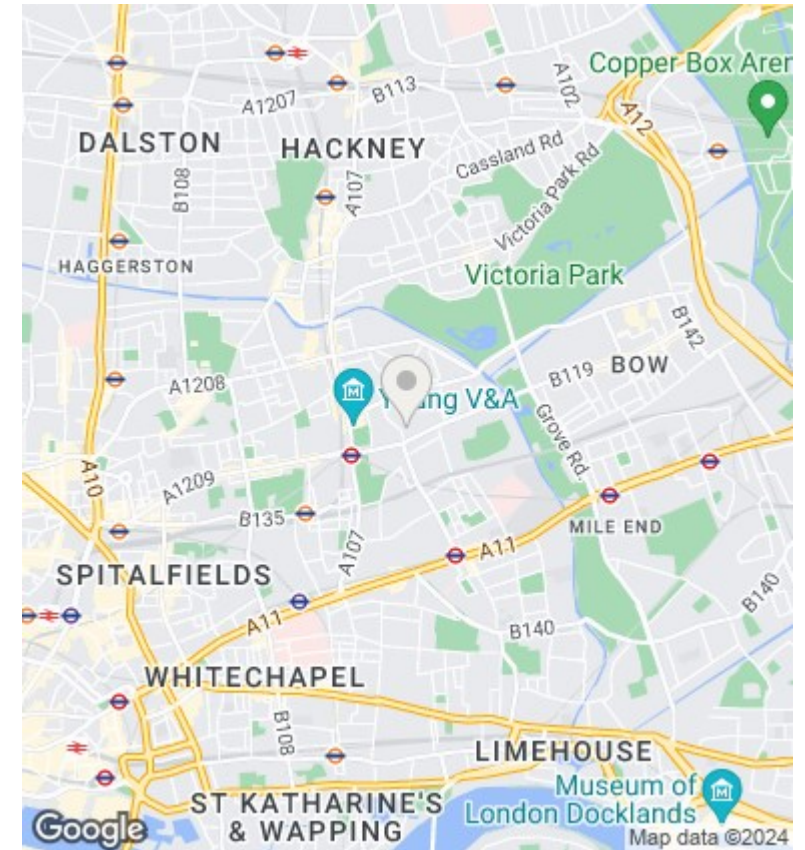 Copper Box Aren
A102
A12
B113
A1207
DALSTON
HACKNEY
Cassland Rd
A107
B108
Victoria Park Rd
HAGGERSTON
Victoria Park
B142
BOW
B119
A1208
Young V&A
Grove Rd.
A10
A1209
B135
MILE END
A107
A11
SPITALFIELDS
B140
A11
B140
WHITECHAPEL
B108
LIMEHOUSE
Museum of
London Docklands
ST KATHARINE'S
& WAPPING
Google
Map data ©2024